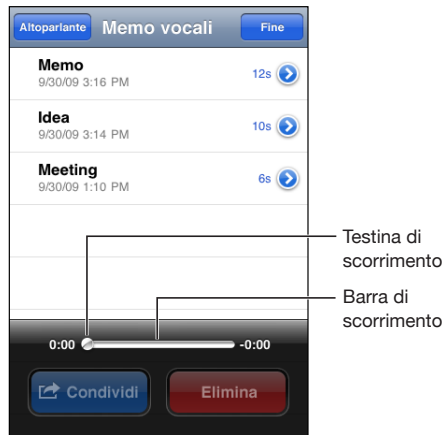 Altoparlante Memo vocali Fine
Memo 12s
9/30/09 3:16 PM
Idea 10s
9/30/09 3:14 PM
Meeting 6s
9/30/09 1:10 PM
Testina di
scorrimento
Barra di
scorrimento
0:00 -0:00
Condividi Elimina